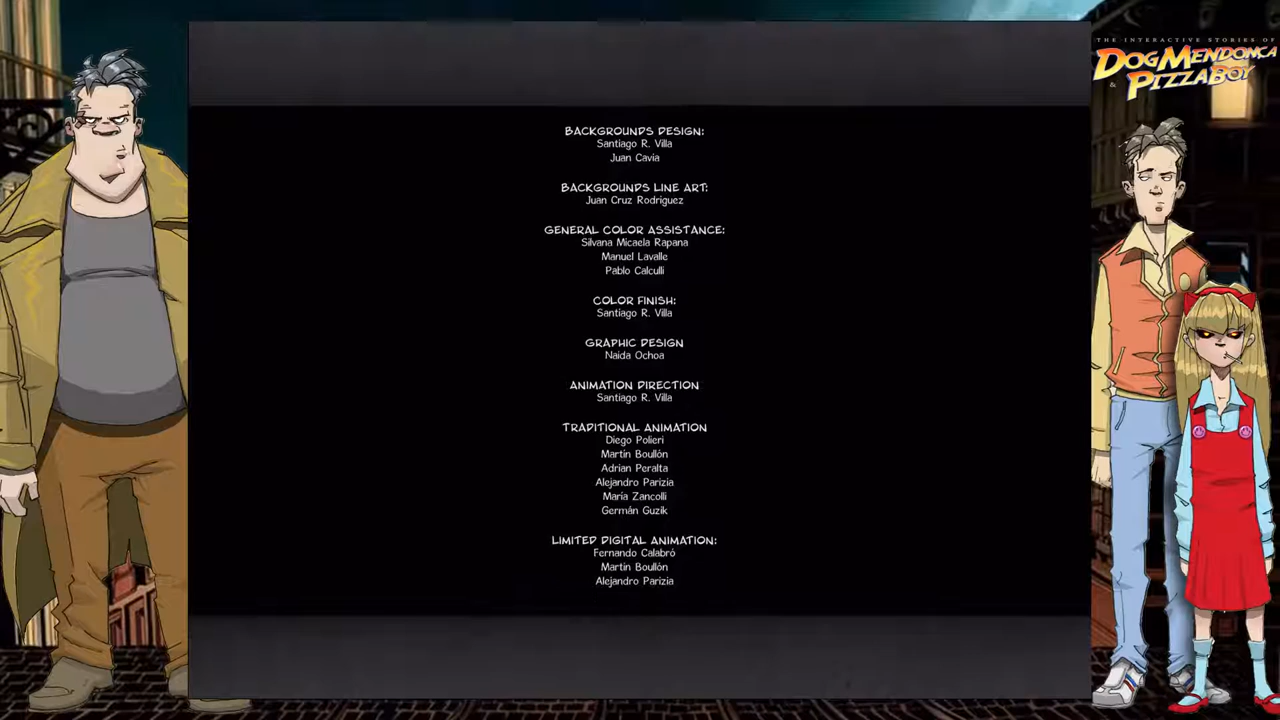 THE INTERACTIVE STORIES OF
DOG MENDONÇA
& PIZZABOY
BACKGROUNDS DESIGN:
Santiago R. Villa
Juan Cavia
BACKGROUNDS LINE ART:
Juan Cruz Rodriguez
GENERAL COLOR ASSISTANCE:
Silvana Micaela Rapana
Manuel Lavalle
Pablo Calculli
COLOR FINISH:
Santiago R. Villa
GRAPHIC DESIGN
Naida Ochoa
ANIMATION DIRECTION
Santiago R. Villa
TRADITIONAL ANIMATION
Diego Polieri
Martín Boullón
Adrian Peralta
Alejandro Parizia
María Zancolli
Germán Guzik
LIMITED DIGITAL ANIMATION:
Fernando Calabró
Martín Boullón
Alejandro Parizia